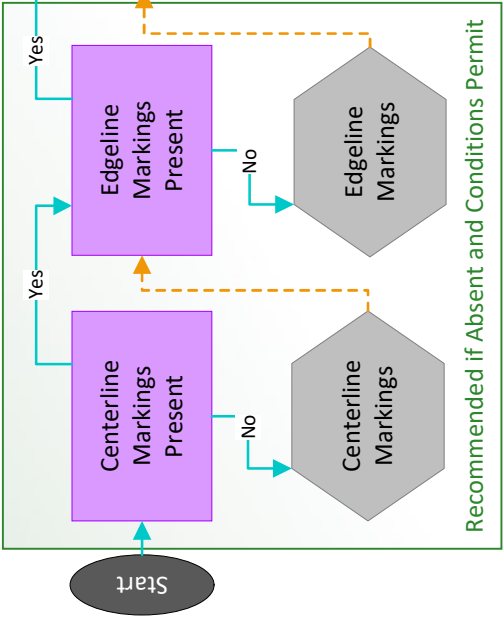 Start
Centerline
Markings
Present
Yes
No
Centerline
Markings
Edgeline
Markings
Present
Yes
No
Edgeline
Markings
Recommended if Absent and Conditions Permit